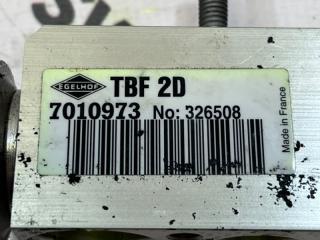 EGELHOF TBF 2D
7010973 No: 326508
Made in France